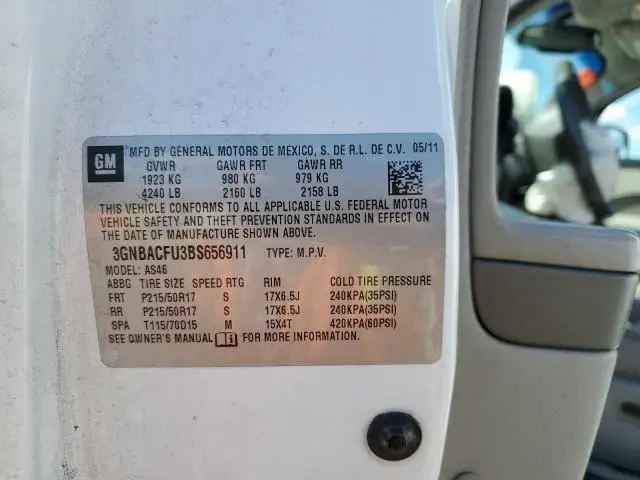 GM
MFD BY GENERAL MOTORS DE MEXICO, S. DE R.L. DE C.V. 05/11
GVWR GAWR FRT GAWR RR
1923 KG 980 KG 979 KG
4240 LB 2160 LB 2158 LB
THIS VEHICLE CONFORMS TO ALL APPLICABLE U.S. FEDERAL MOTOR
VEHICLE SAFETY AND THEFT PREVENTION STANDARDS IN EFFECT ON
THE DATE OF MANUFACTURE SHOWN ABOVE.
3GNBACFU3BS656911 TYPE: M.P.V.
MODEL: AS46
ABBG TIRE SIZE SPEED RTG RIM COLD TIRE PRESSURE
FRT P215/50R17 S 17X6.5J 240KPA(35PSI)
RR P215/50R17 S 17X6.5J 240KPA(35PSI)
SPA T115/70D15 M 15X4T 420KPA(60PSI)
SEE OWNER'S MANUAL FOR MORE INFORMATION.